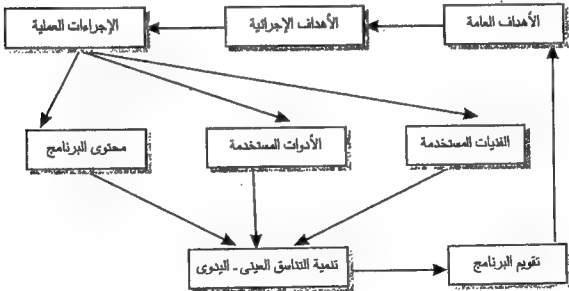 الأهداف العامة
الأهداف الإجرائية
الإجراءات العملية
الفنيات المستخدمة
الأدوات المستخدمة
محتوى البرنامج
تقويم البرنامج
تنمية التناسق العينى - اليدوى